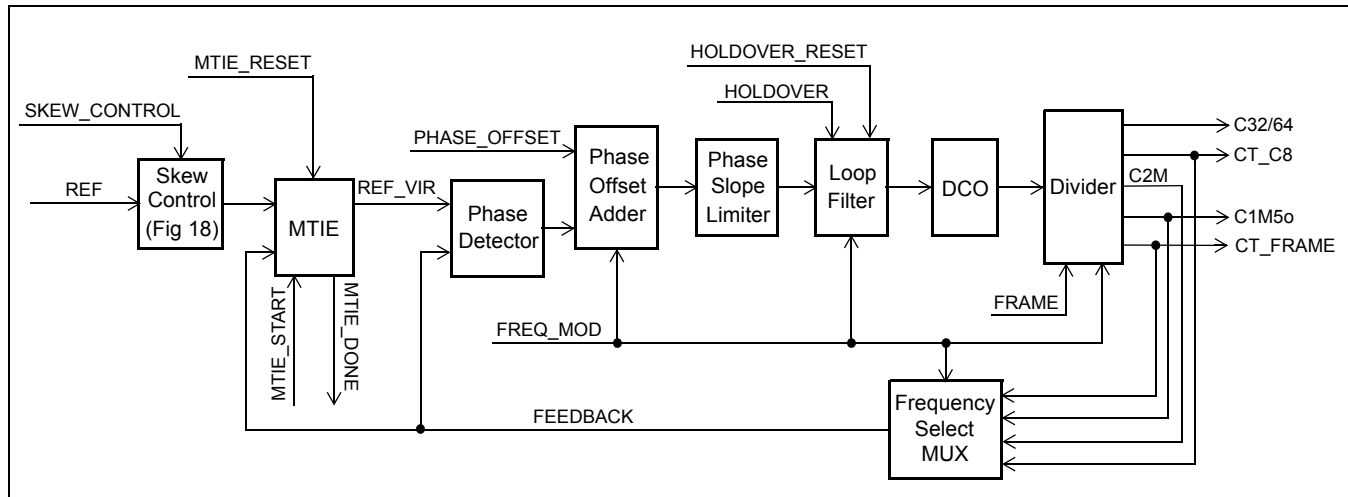 HOLDOVER_RESET
MTIE_RESET
HOLDOVER
SKEW_CONTROL
PHASE_OFFSET
REF
Skew
Control
(Fig 18)
MTIE
REF_VIR
Phase
Detector
Phase
Offset
Adder
Phase
Slope
Limiter
Loop
Filter
DCO
Divider
C32/64
CT_C8
C2M
C1M5o
CT_FRAME
MTIE_START
MTIE_DONE
FREQ_MOD
FRAME
FEEDBACK
Frequency
Select
MUX